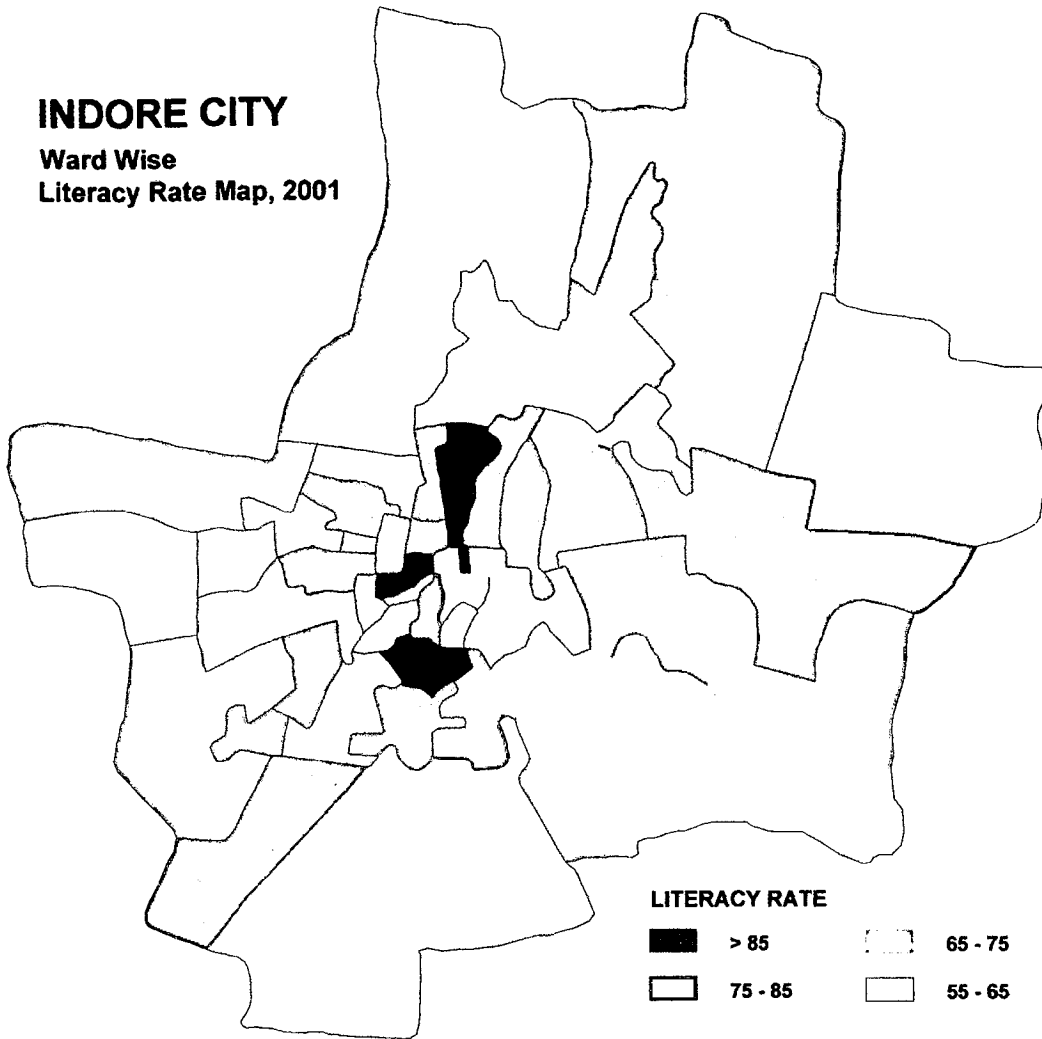 INDORE CITY
Ward Wise
Literacy Rate Map, 2001
LITERACY RATE
> 85
65 - 75
75 - 85
55 - 65